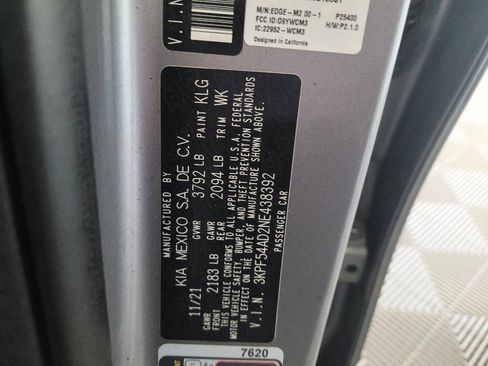 V.I.N.
M/N:EDGE-M2 00-1 P25400
FCC ID:D9YWCM3 H/W:P2.1.0
IC:22952-WCM3
Designed in California
MANUFACTURED BY
KIA MEXICO S.A. DE C.V.
11/21 GVWR 3792 LB PAINT KLG
GAWR FRONT 2183 LB GAWR REAR 2094 LB TRIM WK
THIS VEHICLE CONFORMS TO ALL APPLICABLE U.S.A. FEDERAL
MOTOR VEHICLE SAFETY, BUMPER, AND THEFT PREVENTION STANDARDS
IN EFFECT ON THE DATE OF MANUFACTURE SHOWN ABOVE.
V.I.N. 3KPF54AD2NE438392
PASSENGER CAR
7620